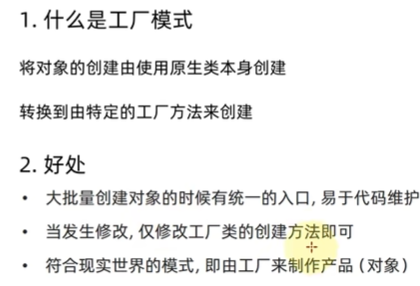 1. 什么是工厂模式
将对象的创建由使用原生类本身创建
转换到由特定的工厂方法来创建
2. 好处
• 大批量创建对象的时候有统一的入口, 易于代码维护
• 当发生修改, 仅修改工厂类的创建方法即可
• 符合现实世界的模式, 即由工厂来制作产品（对象）